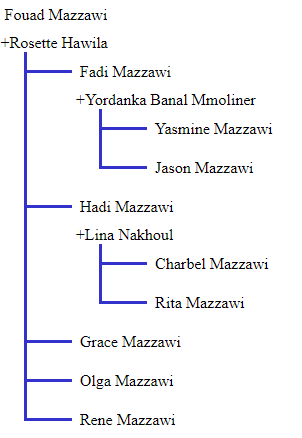 Fouad Mazzawi
+Rosette Hawila
Fadi Mazzawi
+Yordanka Banal Mmoliner
Yasmine Mazzawi
Jason Mazzawi
Hadi Mazzawi
+Lina Nakhoul
Charbel Mazzawi
Rita Mazzawi
Grace Mazzawi
Olga Mazzawi
Rene Mazzawi